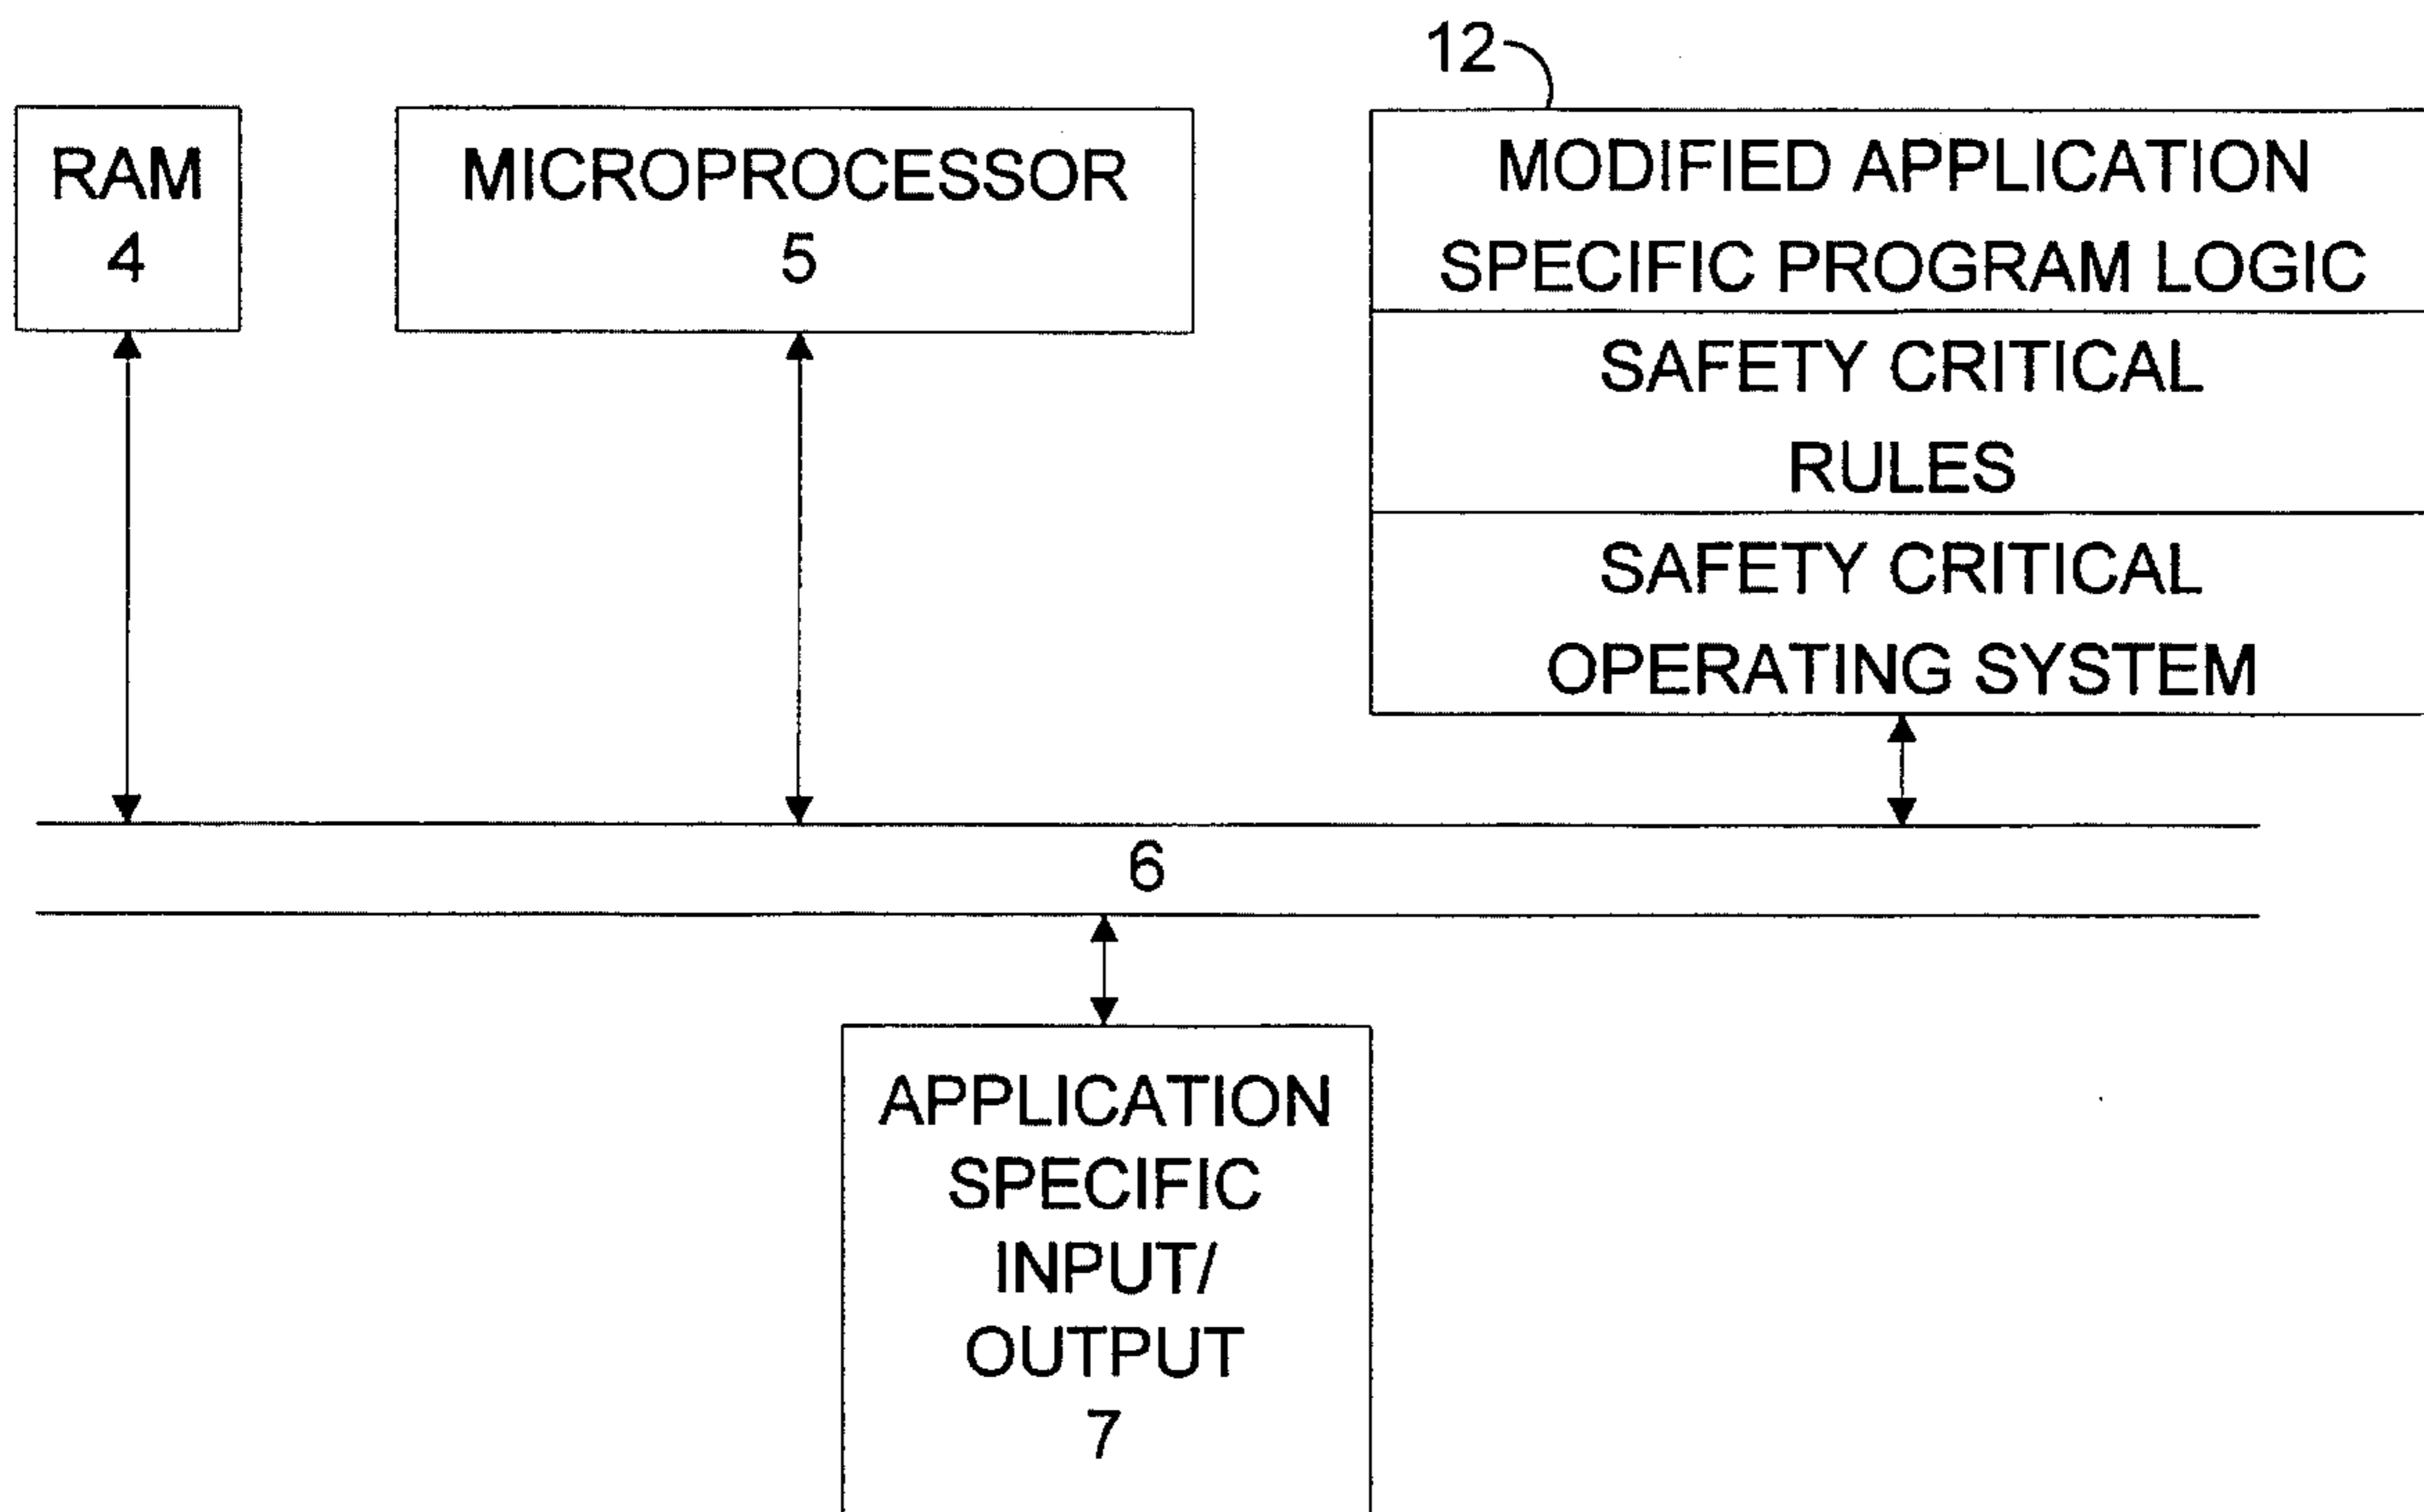 12
RAM
4
MICROPROCESSOR
5
MODIFIED APPLICATION
SPECIFIC PROGRAM LOGIC
SAFETY CRITICAL
RULES
SAFETY CRITICAL
OPERATING SYSTEM
6
APPLICATION
SPECIFIC
INPUT/
OUTPUT
7